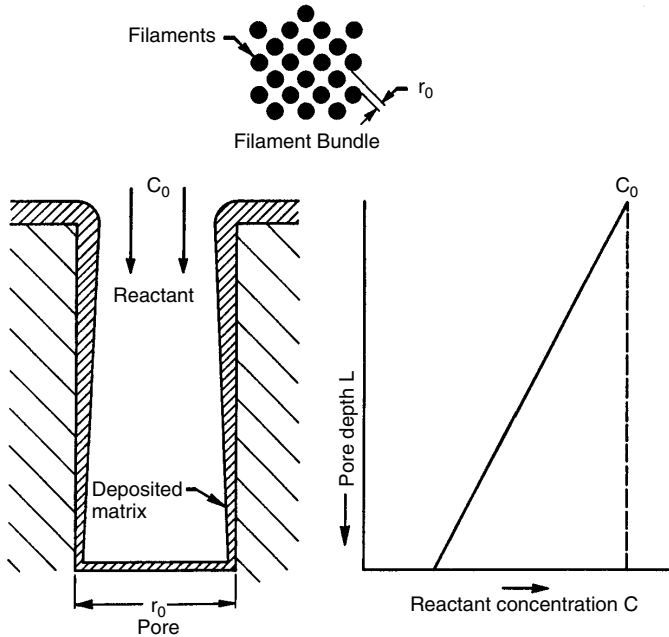 Filaments
r₀
Filament Bundle
C₀
Reactant
Deposited
matrix
r₀
Pore
C₀
Pore depth L
Reactant concentration C